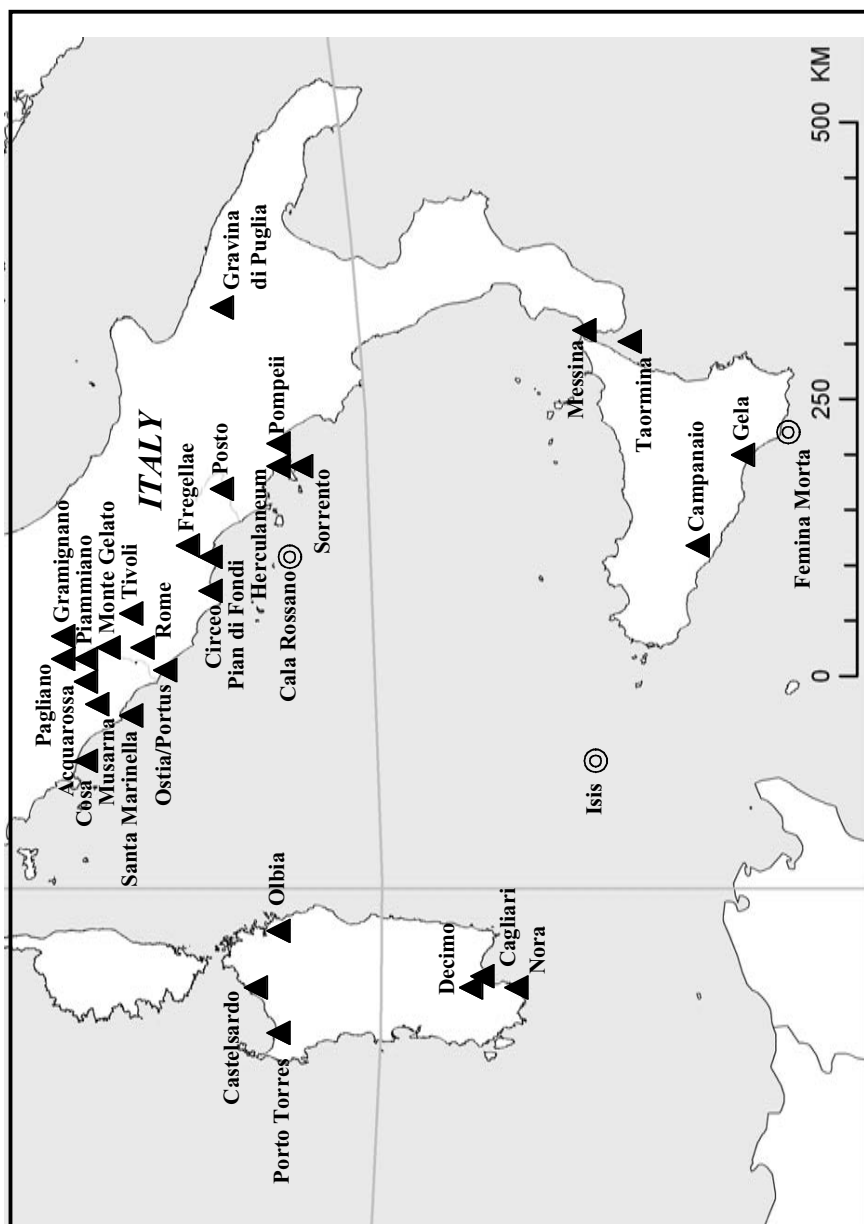 Pagliano
Gramignano
Acquarossa
Piammiano
Cosa
Monte Gelato
Musarna
Tivoli
Santa Marinella
Rome
Ostia/Portus
ITALY
Fregellae
Circeo
Posto
Pian di Fondi
Gravina
di Puglia
Herculaneum
Pompeii
Cala Rossano
Sorrento
Olbia
Castelsardo
Porto Torres
Decimo
Cagliari
Nora
Isis
Messina
Taormina
Campanaio
Gela
Femina Morta
0
250
500 KM